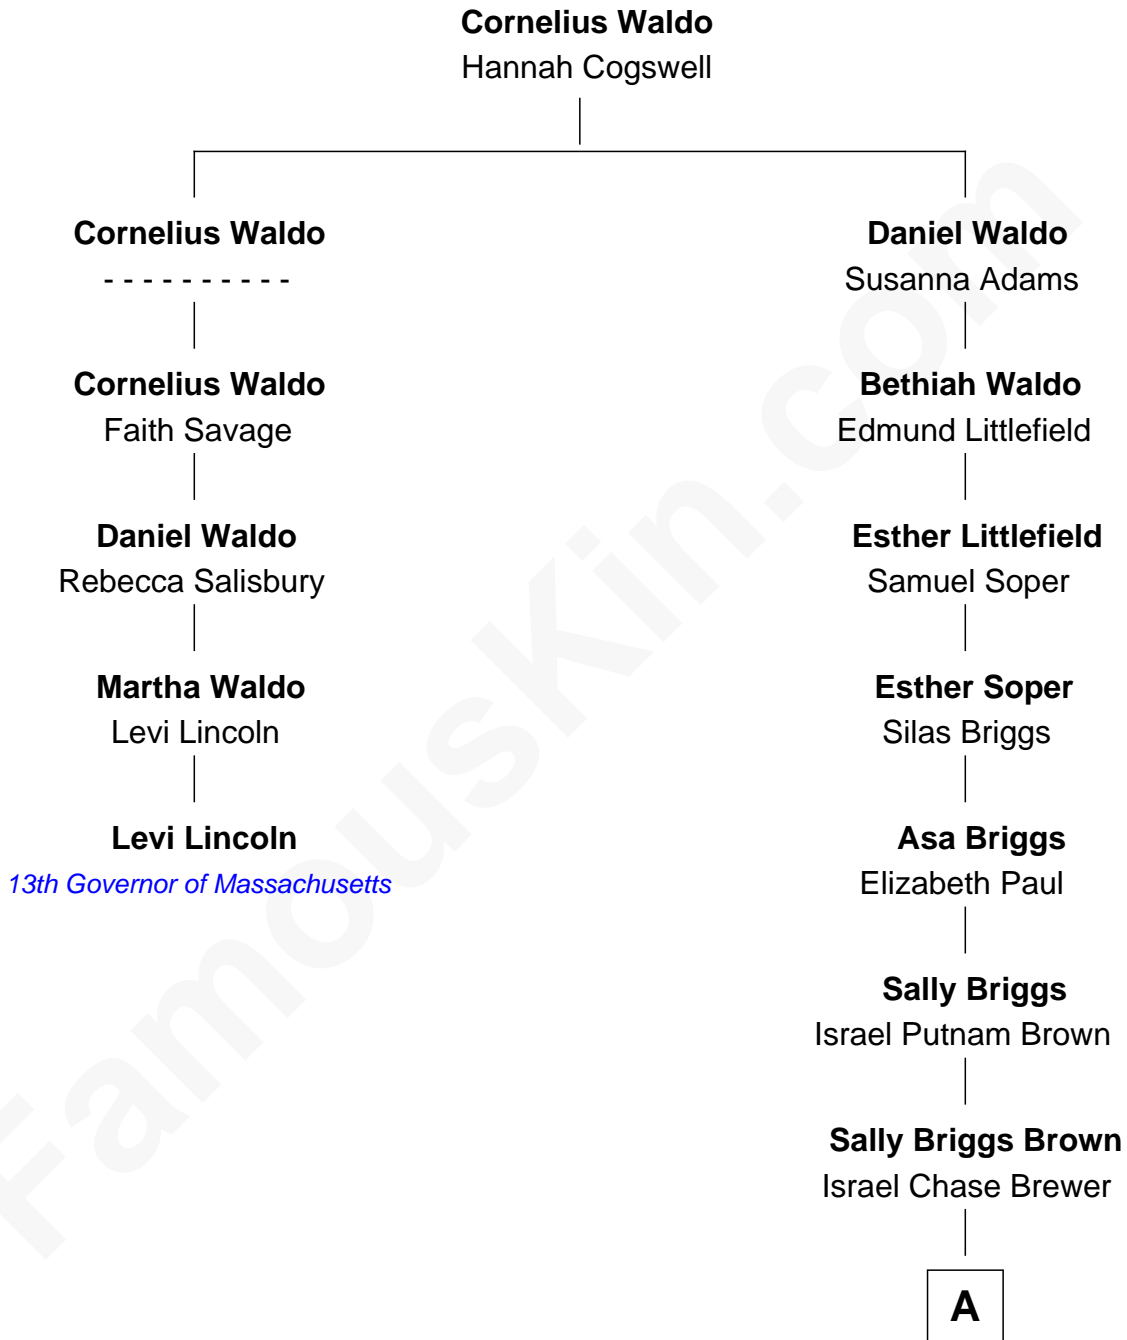 Cornelius Waldo
Hannah Cogswell
Cornelius Waldo
- - - - - - - - - -
Cornelius Waldo
Faith Savage
Daniel Waldo
Rebecca Salisbury
Martha Waldo
Levi Lincoln
Levi Lincoln
13th Governor of Massachusetts
Daniel Waldo
Susanna Adams
Bethiah Waldo
Edmund Littlefield
Esther Littlefield
Samuel Soper
Esther Soper
Silas Briggs
Asa Briggs
Elizabeth Paul
Sally Briggs
Israel Putnam Brown
Sally Briggs Brown
Israel Chase Brewer
A
FamousKin.com